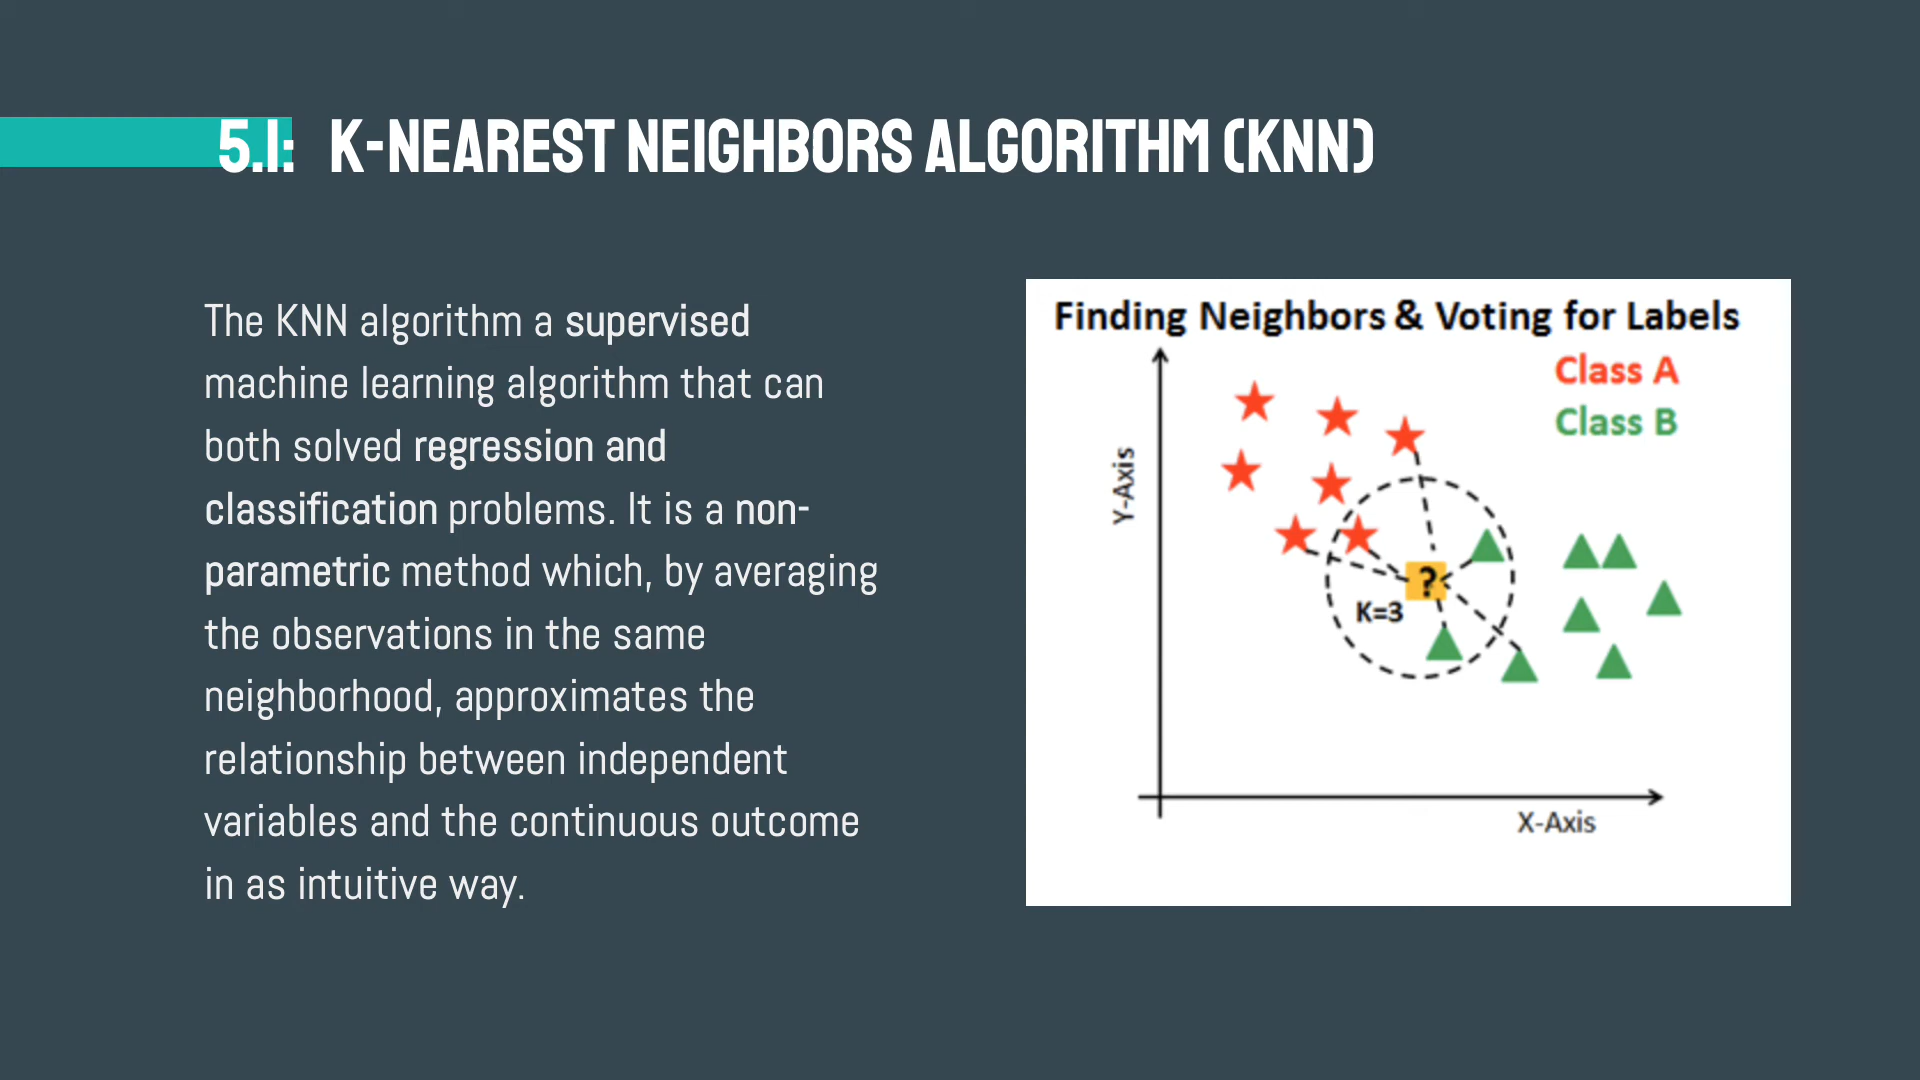 5.1: K-NEAREST NEIGHBORS ALGORITHM (KNN)
The KNN algorithm a supervised
machine learning algorithm that can
both solved regression and
classification problems. It is a non-
parametric method which, by averaging
the observations in the same
neighborhood, approximates the
relationship between independent
variables and the continuous outcome
in as intuitive way.
Finding Neighbors & Voting for Labels
Class A
Class B
Y-Axis
?
K=3
X-Axis